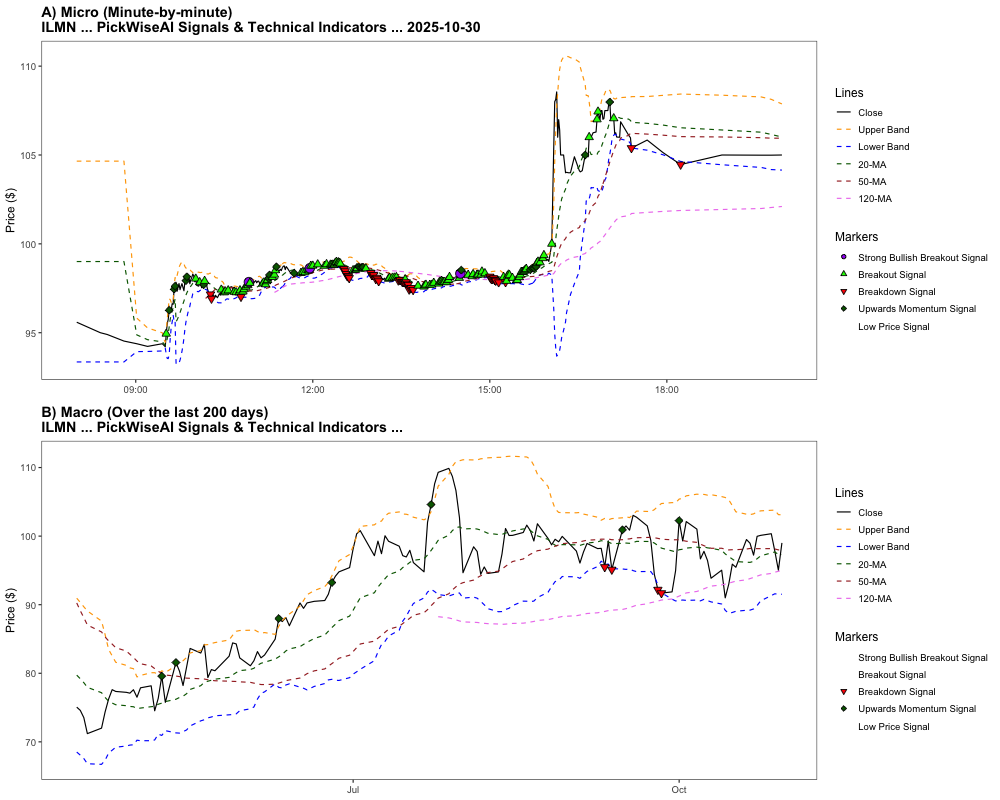 A) Micro (Minute-by-minute)
ILMN ... PickWiseAI Signals & Technical Indicators ... 2025-10-30
110
105
100
95
Price ($)
09:00
12:00
15:00
18:00
Lines
Close
Upper Band
Lower Band
20-MA
50-MA
120-MA
Markers
Strong Bullish Breakout Signal
Breakout Signal
Breakdown Signal
Upwards Momentum Signal
Low Price Signal
B) Macro (Over the last 200 days)
ILMN ... PickWiseAI Signals & Technical Indicators ...
110
100
90
80
70
Price ($)
Jul
Oct
Lines
Close
Upper Band
Lower Band
20-MA
50-MA
120-MA
Markers
Strong Bullish Breakout Signal
Breakout Signal
Breakdown Signal
Upwards Momentum Signal
Low Price Signal